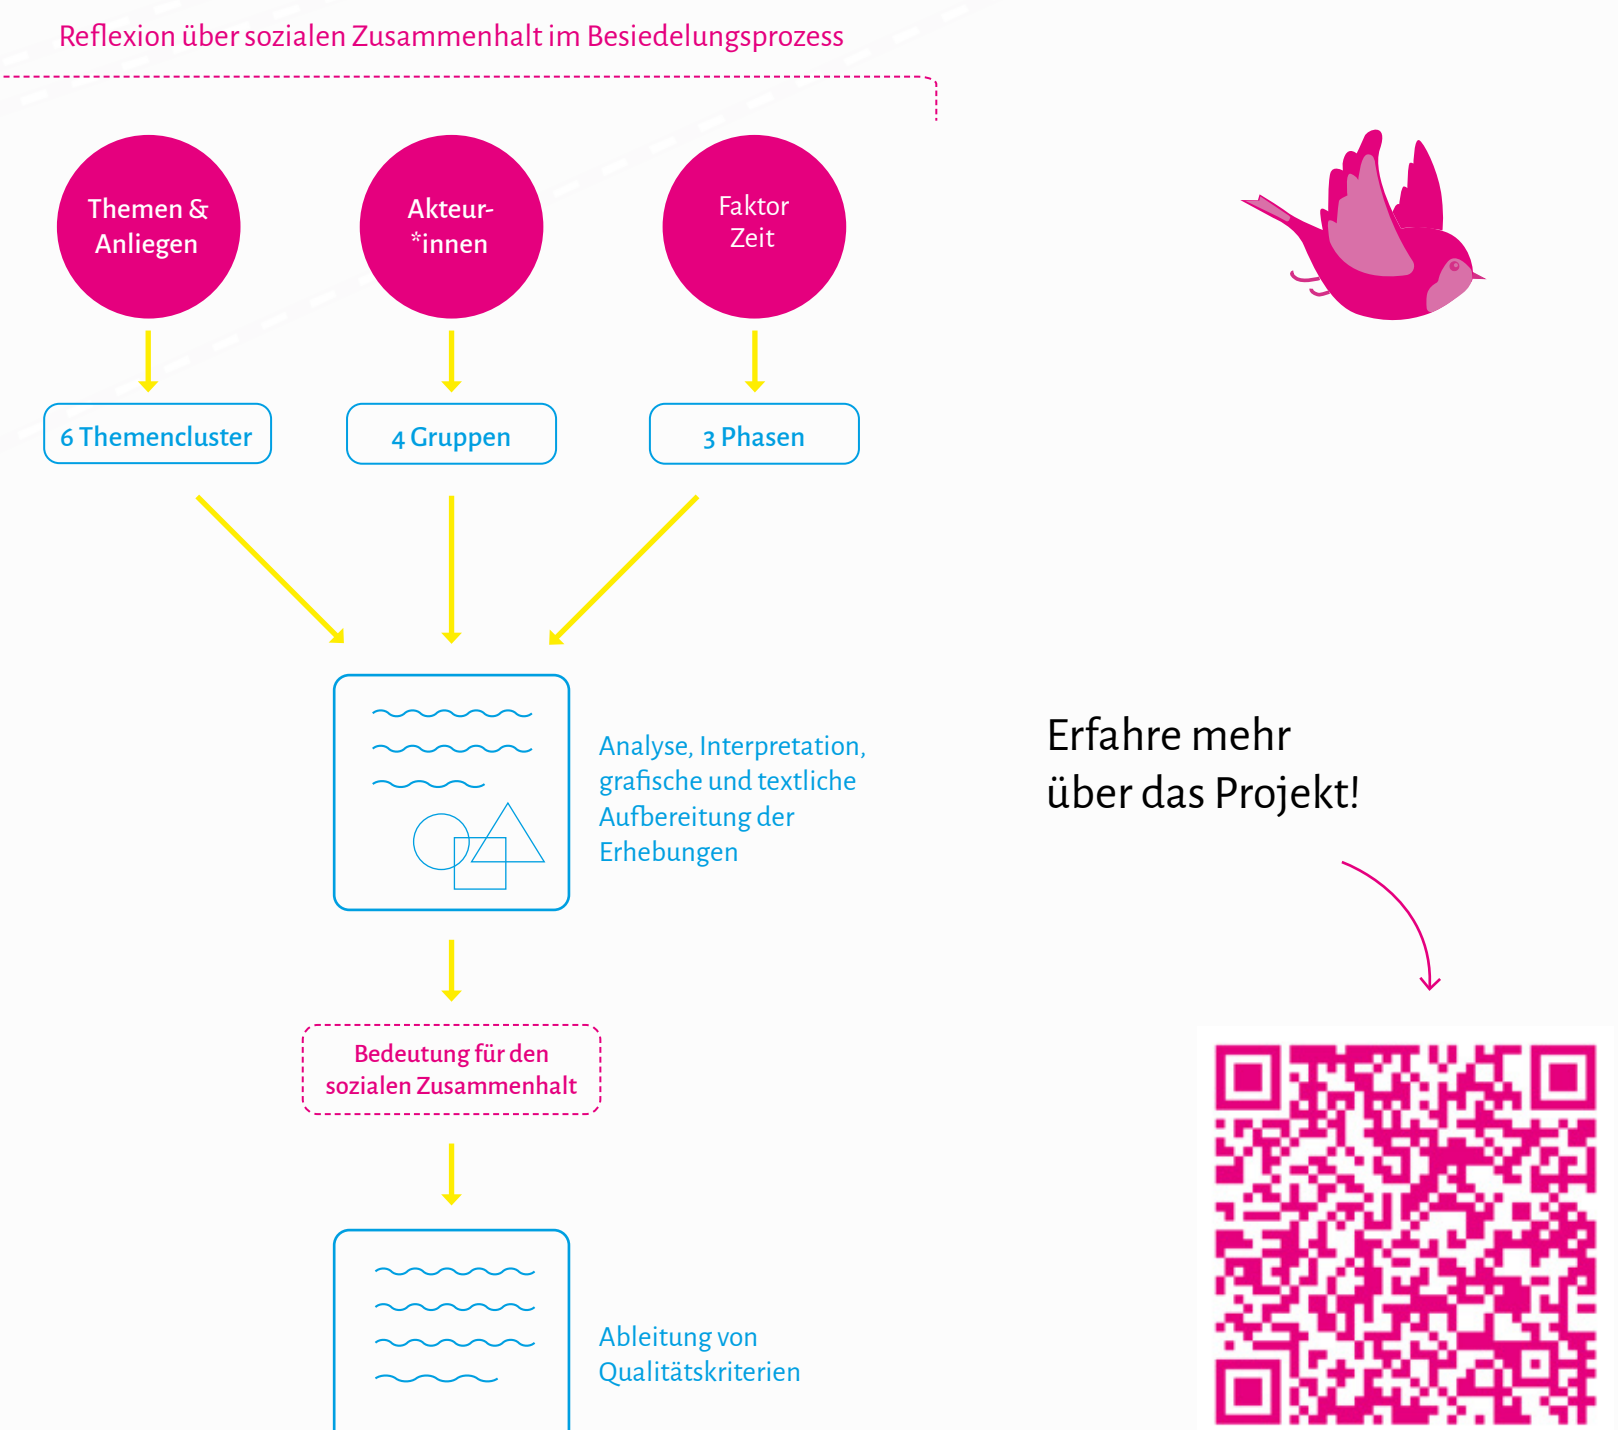 Reflexion über sozialen Zusammenhalt im Besiedelungsprozess
Themen &
Anliegen
Akteur-
*innen
Faktor
Zeit
6 Themencluster
4 Gruppen
3 Phasen
Analyse, Interpretation,
grafische und textliche
Aufbereitung der
Erhebungen
Erfahre mehr
über das Projekt!
Bedeutung für den
sozialen Zusammenhalt
Ableitung von
Qualitätskriterien